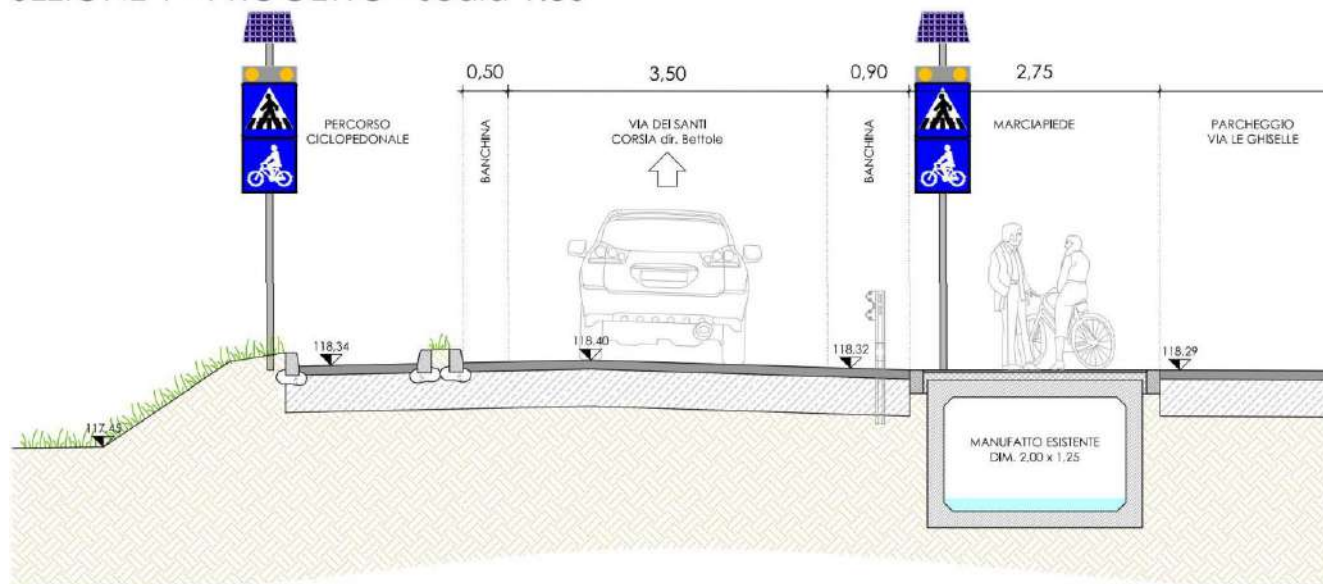 0,50
3,50
0,90
2,75
PERCORSO
CICLOPEDONALE
BANCHINA
VIA DEI SANTI
CORSIA dir. Bettole
BANCHINA
MARCIAPIEDE
PARCHEGGIO
VIA LE GHISELLE
118.34
118.40
118.32
118.29
117.45
MANUFATTO ESISTENTE
DIM. 2,00 x 1,25